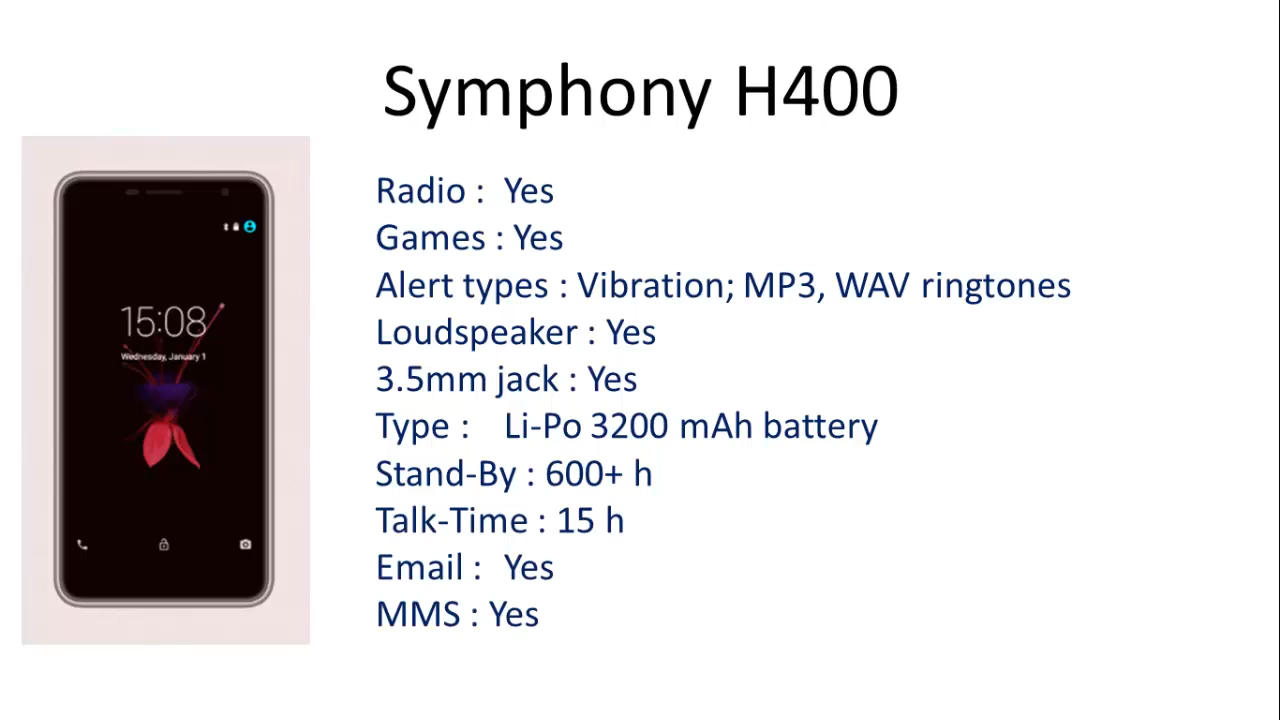 Symphony H400
15:08
Wednesday, January 1
Radio : Yes
Games : Yes
Alert types : Vibration; MP3, WAV ringtones
Loudspeaker : Yes
3.5mm jack : Yes
Type : Li-Po 3200 mAh battery
Stand-By : 600+ h
Talk-Time : 15 h
Email : Yes
MMS : Yes